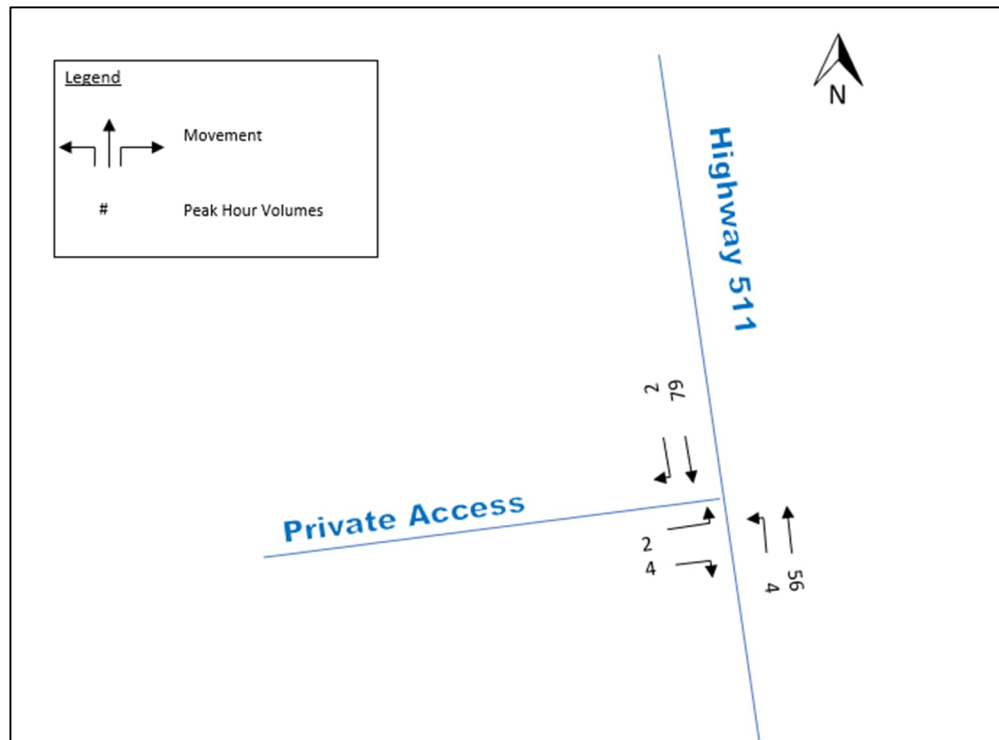 Legend
Movement
#
Peak Hour Volumes
N
Highway 511
2
79
Private Access
2
4
4
56